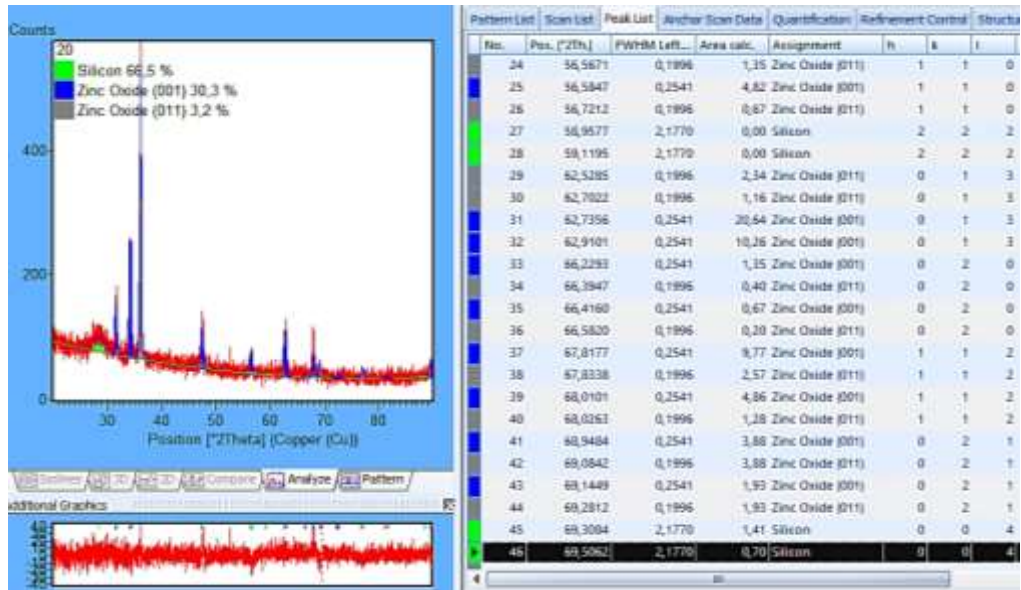 Counts
20
Silicon 66,5 %
Zinc Oxide (001) 30,3 %
Zinc Oxide (011) 3,2 %
400
200
0
30 40 50 60 70 80
Position [°2Theta] (Copper (Cu))
3D 2D Compare Analyze Pattern
dditional Graphics
Pattern List Scan List Peak List Anchor Scan Data Quantification Refinement Control Structu
No. Pos. [°2Th.] FWHM Left... Area calc. Assignment h k l
24 56,5671 0,1996 1,35 Zinc Oxide (011) 1 1 0
25 56,5847 0,2541 4,82 Zinc Oxide (001) 1 1 0
26 56,7212 0,1996 0,67 Zinc Oxide (011) 1 1 0
27 58,9577 2,1770 0,00 Silicon 2 2 2
28 59,1195 2,1770 0,00 Silicon 2 2 2
29 62,5285 0,1996 2,34 Zinc Oxide (011) 0 1 3
30 62,7022 0,1996 1,16 Zinc Oxide (011) 0 1 3
31 62,7356 0,2541 20,64 Zinc Oxide (001) 0 1 3
32 62,9101 0,2541 10,26 Zinc Oxide (001) 0 1 3
33 66,2293 0,2541 1,35 Zinc Oxide (001) 0 2 0
34 66,3947 0,1996 0,40 Zinc Oxide (011) 0 2 0
35 66,4160 0,2541 0,67 Zinc Oxide (001) 0 2 0
36 66,5820 0,1996 0,20 Zinc Oxide (011) 0 2 0
37 67,8177 0,2541 9,77 Zinc Oxide (001) 1 1 2
38 67,8338 0,1996 2,57 Zinc Oxide (011) 1 1 2
39 68,0101 0,2541 4,86 Zinc Oxide (001) 1 1 2
40 68,0263 0,1996 1,28 Zinc Oxide (011) 1 1 2
41 68,9484 0,2541 3,88 Zinc Oxide (001) 0 2 1
42 69,0842 0,1996 3,88 Zinc Oxide (011) 0 2 1
43 69,1449 0,2541 1,93 Zinc Oxide (001) 0 2 1
44 69,2812 0,1996 1,93 Zinc Oxide (011) 0 2 1
45 69,3084 2,1770 1,41 Silicon 0 0 4
46 69,5062 2,1770 0,70 Silicon 0 0 4